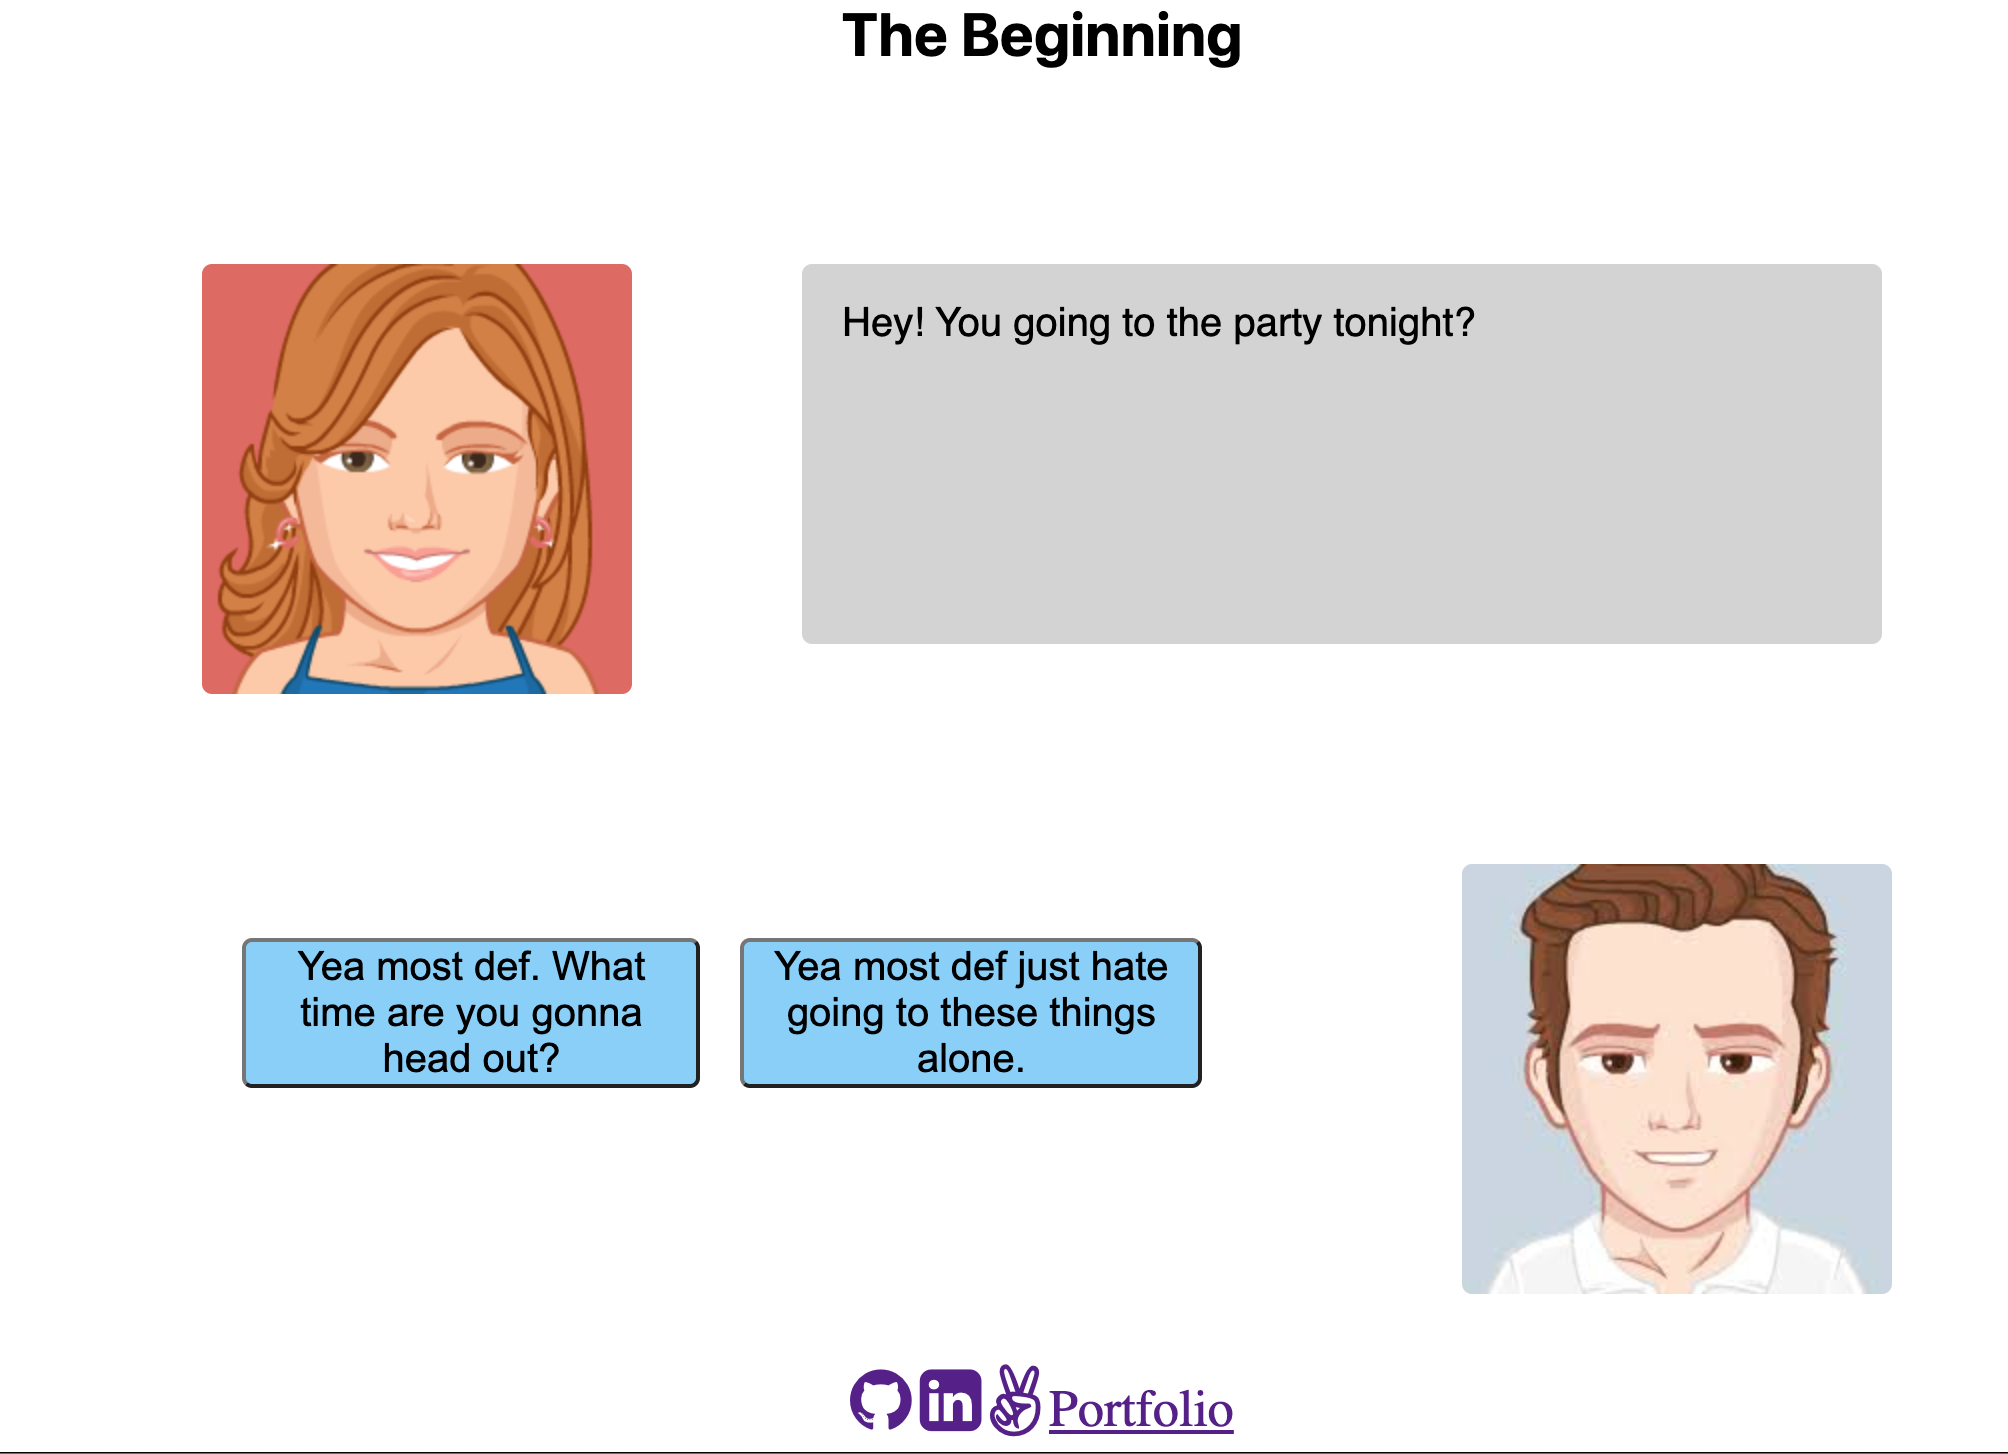 The Beginning
Hey! You going to the party tonight?
Yea most def. What
time are you gonna
head out?
Yea most def just hate
going to these things
alone.
in
Portfolio